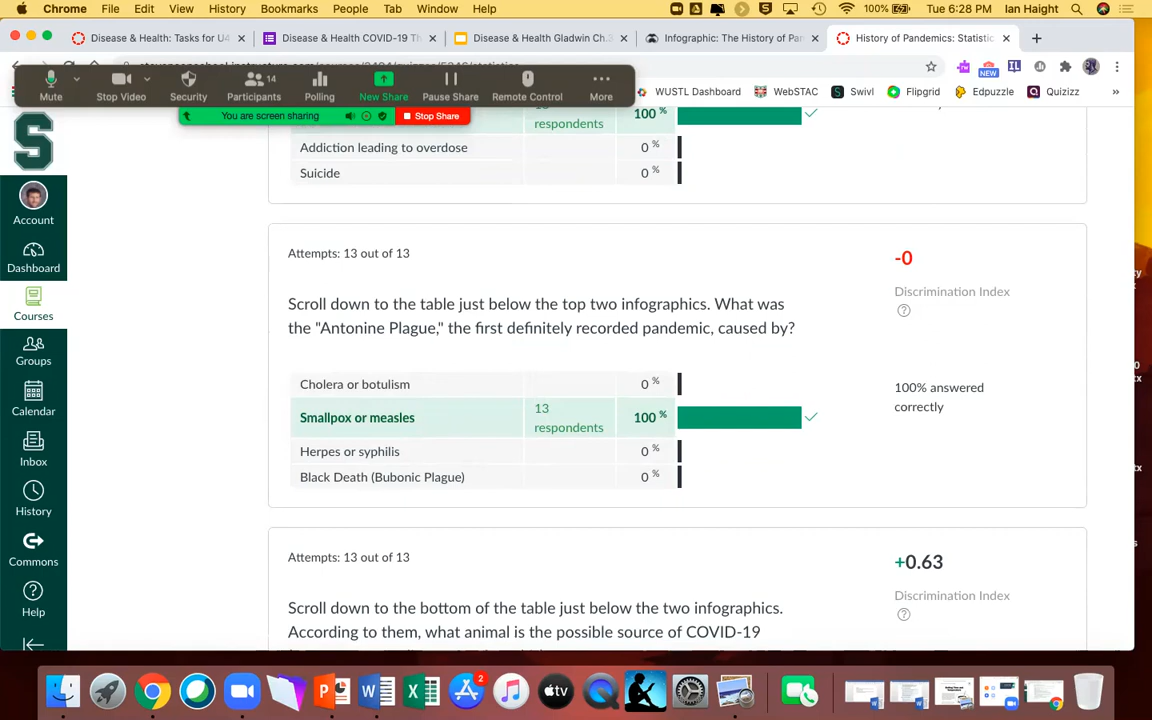 Chrome File Edit View History Bookmarks People Tab Window Help 100% Tue 6:28 PM Ian Haight
Disease & Health: Tasks for U4 × Disease & Health COVID-19 Th × Disease & Health Gladwin Ch.3 × Infographic: The History of Pan × History of Pandemics: Statistic × +
NEW
Mute Stop Video Security 14 Participants Polling New Share Pause Share Remote Control More
WUSTL Dashboard WebSTAC Swivl Flipgrid Edpuzzle Quizizz »
You are screen sharing Stop Share
respondents 100 %
Addiction leading to overdose 0 %
Suicide 0 %
S
Account
Dashboard
Courses
Groups
Calendar
Inbox
History
Commons
Help
Attempts: 13 out of 13
-0
Discrimination Index
?
Scroll down to the table just below the top two infographics. What was
the "Antonine Plague," the first definitely recorded pandemic, caused by?
Cholera or botulism 0 %
Smallpox or measles 13 respondents 100 %
Herpes or syphilis 0 %
Black Death (Bubonic Plague) 0 %
100% answered
correctly
Attempts: 13 out of 13
+0.63
Discrimination Index
?
Scroll down to the bottom of the table just below the two infographics.
According to them, what animal is the possible source of COVID-19
2
tv